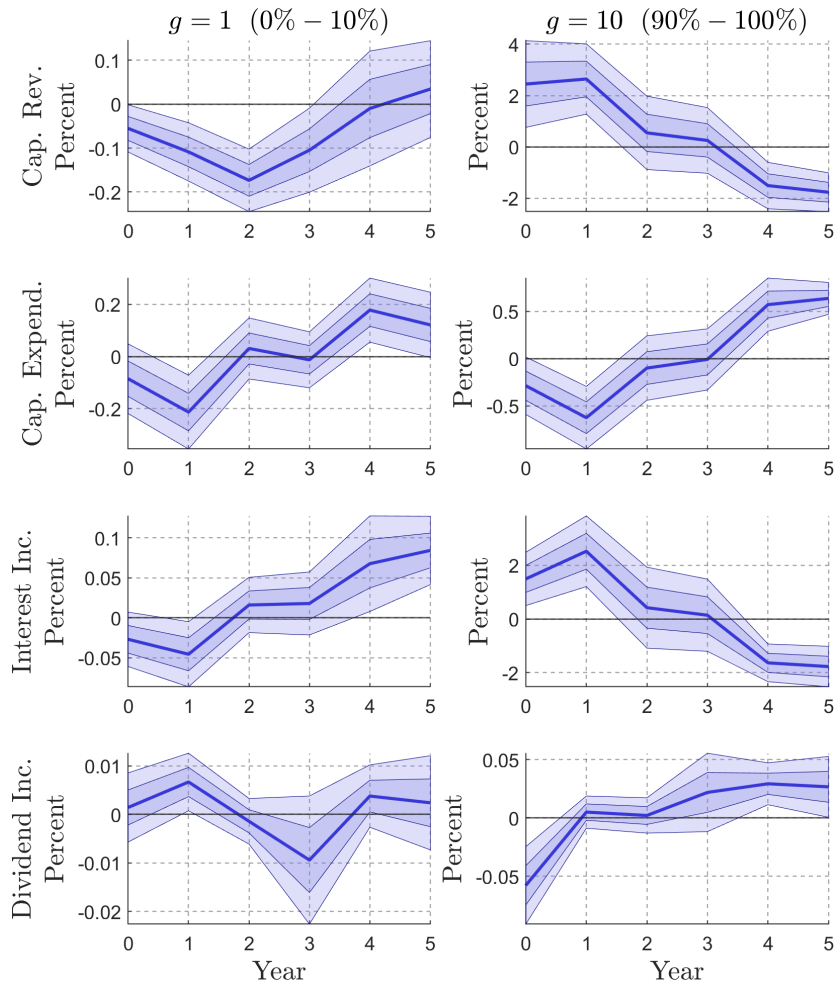 g = 1 (0% − 10%)
g = 10 (90% − 100%)
Cap. Rev.
Percent
0.1
0
-0.1
-0.2
0 1 2 3 4 5
Percent
4
2
0
-2
0 1 2 3 4 5
Cap. Expend.
Percent
0.2
0
-0.2
0 1 2 3 4 5
Percent
0.5
0
-0.5
0 1 2 3 4 5
Interest Inc.
Percent
0.1
0.05
0
-0.05
0 1 2 3 4 5
Percent
2
0
-2
0 1 2 3 4 5
Dividend Inc.
Percent
0.01
0
-0.01
-0.02
0 1 2 3 4 5
Year
Percent
0.05
0
-0.05
0 1 2 3 4 5
Year